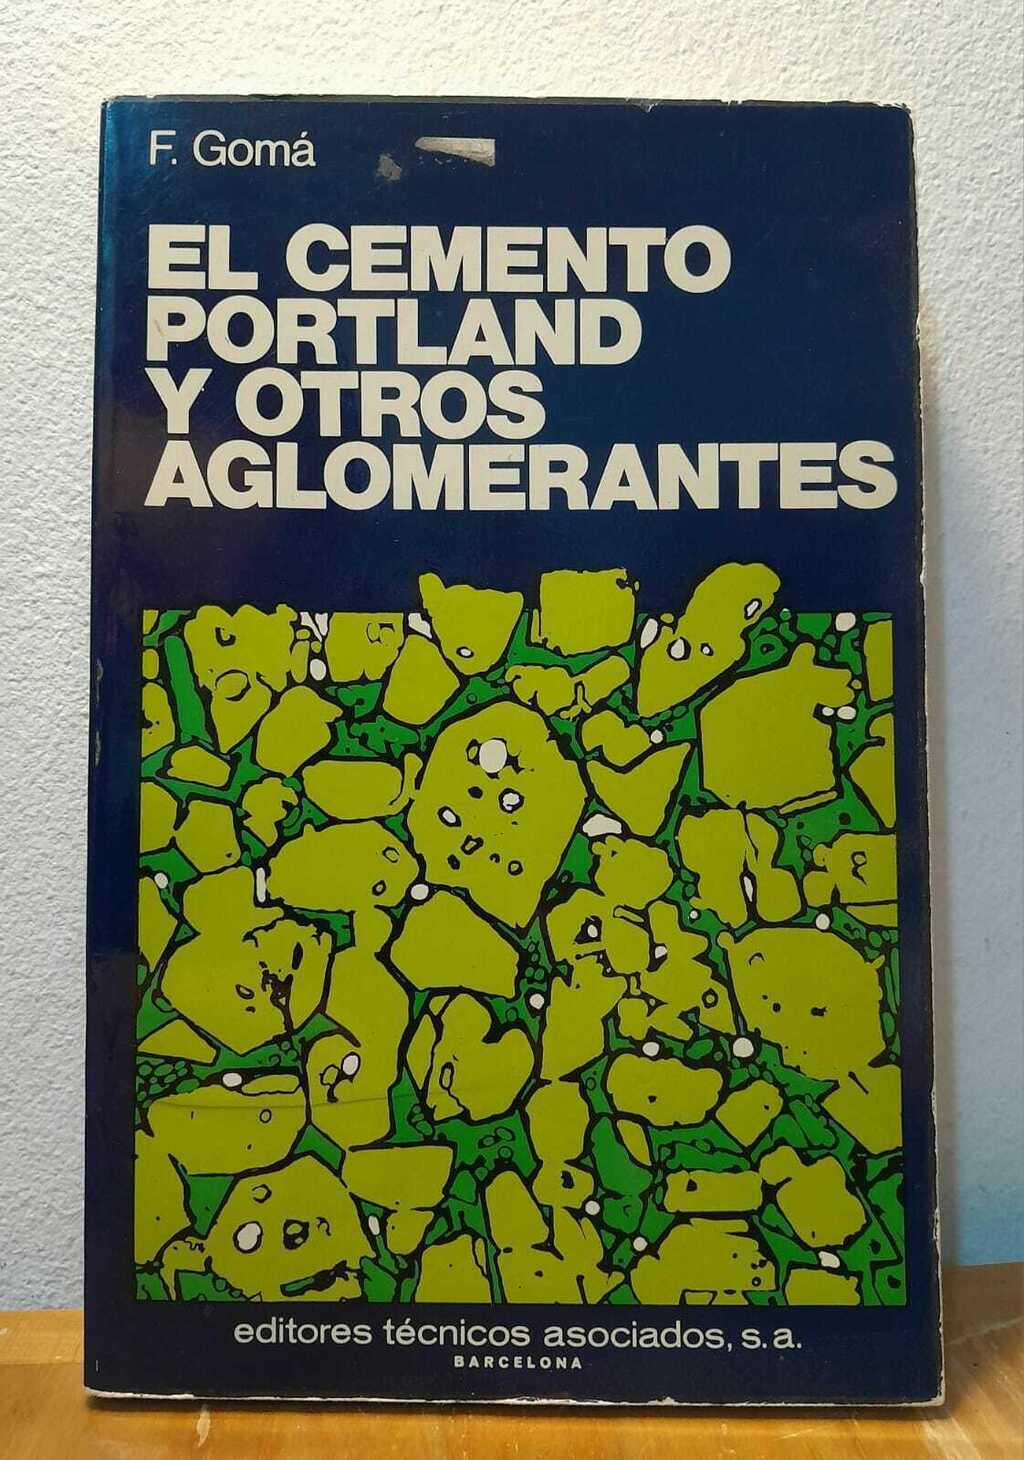 F. Gomá
EL CEMENTO
PORTLAND
Y OTROS
AGLOMERANTES
editores técnicos asociados, s.a.
BARCELONA